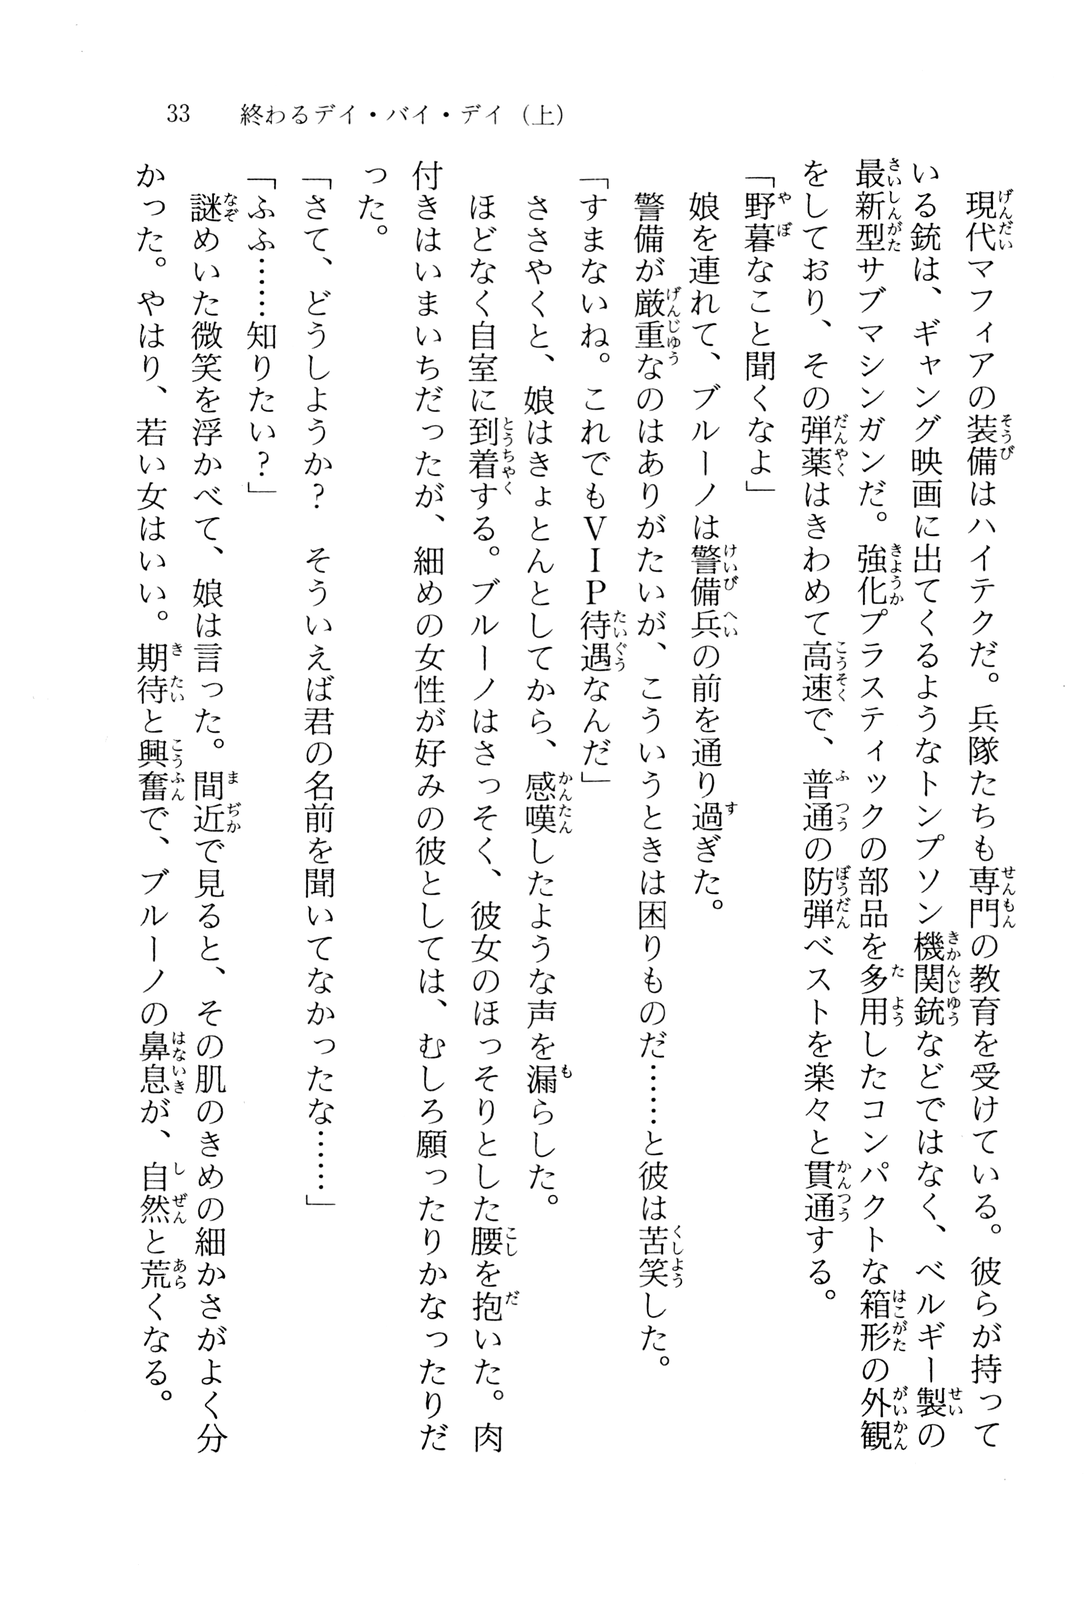 33　終わるデイ・バイ・デイ（上）
　現代マフィアの装備はハイテクだ。兵隊たちも専門の教育を受けている。彼らが持って
いる銃は、ギャング映画に出てくるようなトンプソン機関銃などではなく、ベルギー製の
最新型サブマシンガンだ。強化プラスティックの部品を多用したコンパクトな箱形の外観
をしており、その弾薬はきわめて高速で、普通の防弾ベストを楽々と貫通する。
「野暮なこと聞くなよ」
　娘を連れて、ブルーノは警備兵の前を通り過ぎた。
　警備が厳重なのはありがたいが、こういうときは困りものだ……と彼は苦笑した。
「すまないね。これでもＶＩＰ待遇なんだ」
　ささやくと、娘はきょとんとしてから、感嘆したような声を漏らした。
　ほどなく自室に到着する。ブルーノはさっそく、彼女のほっそりとした腰を抱いた。肉
付きはいまいちだったが、細めの女性が好みの彼としては、むしろ願ったりかなったりだ
った。
「さて、どうしようか？　そういえば君の名前を聞いてなかったな……」
「ふふ……知りたい？」
　謎めいた微笑を浮かべて、娘は言った。間近で見ると、その肌のきめの細かさがよく分
かった。やはり、若い女はいい。期待と興奮で、ブルーノの鼻息が、自然と荒くなる。